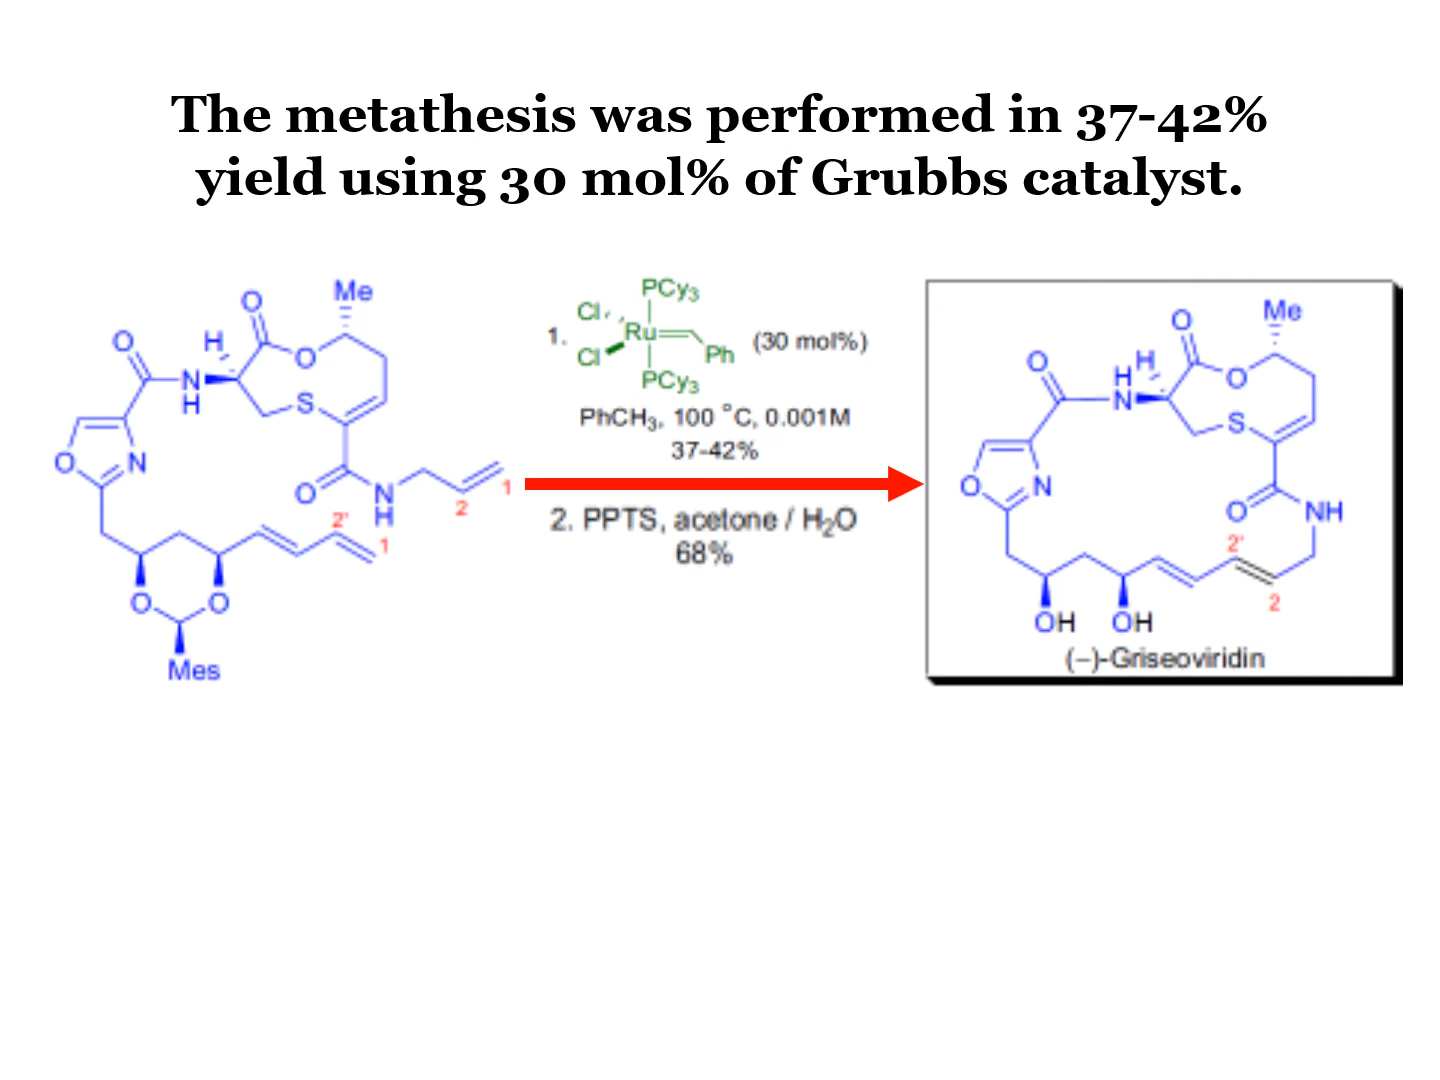 The metathesis was performed in 37-42%
yield using 30 mol% of Grubbs catalyst.
O
Me
O
H
O
N
H
S
O
N
O
N
H
1
2
2'
1
O
O
Mes
1.
PCy3
Cl
Ru
Cl
Ph
PCy3
(30 mol%)
PhCH3, 100 °C, 0.001M
37-42%
2. PPTS, acetone / H2O
68%
Me
O
O
H
H
N
O
S
O
N
O
NH
2'
2
OH
OH
(–)-Griseoviridin